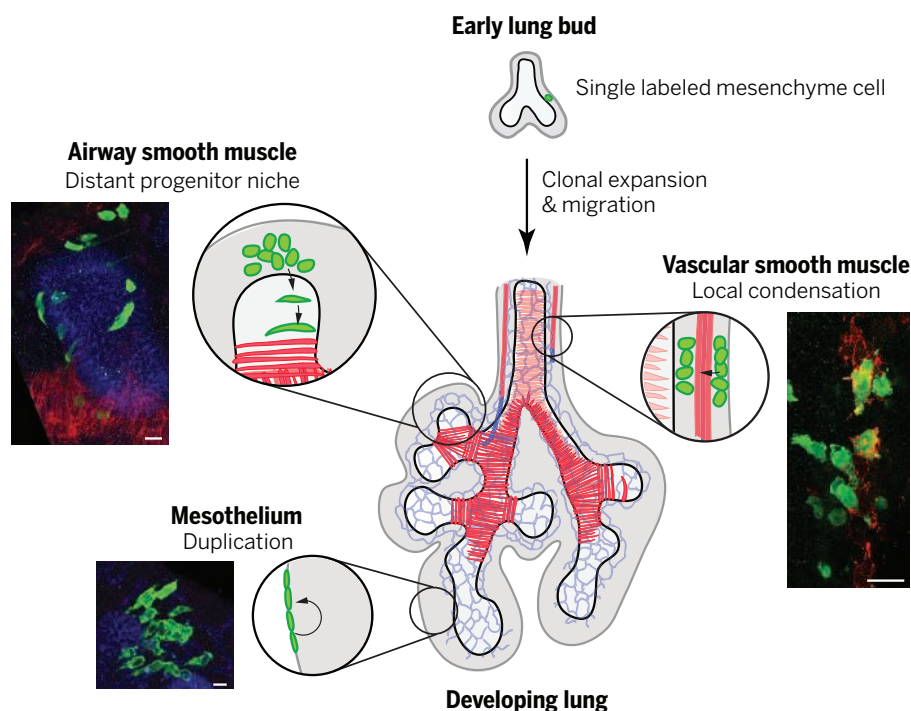 Early lung bud
Single labeled mesenchyme cell
Airway smooth muscle
Distant progenitor niche
Clonal expansion
& migration
Vascular smooth muscle
Local condensation
Mesothelium
Duplication
Developing lung